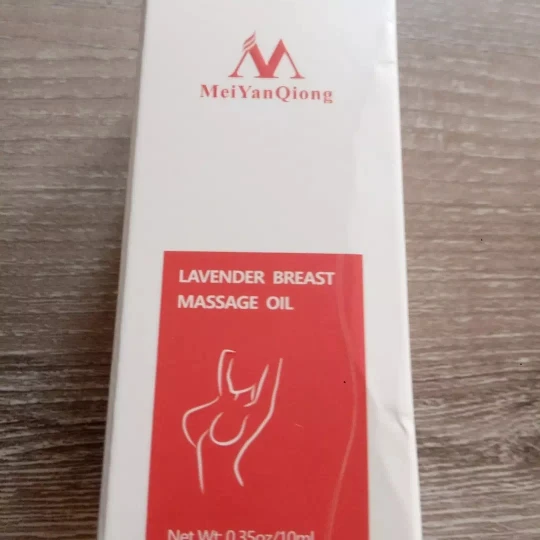 MeiYanQiong
LAVENDER BREAST
MASSAGE OIL
Net Wt: 0.35oz/10ml